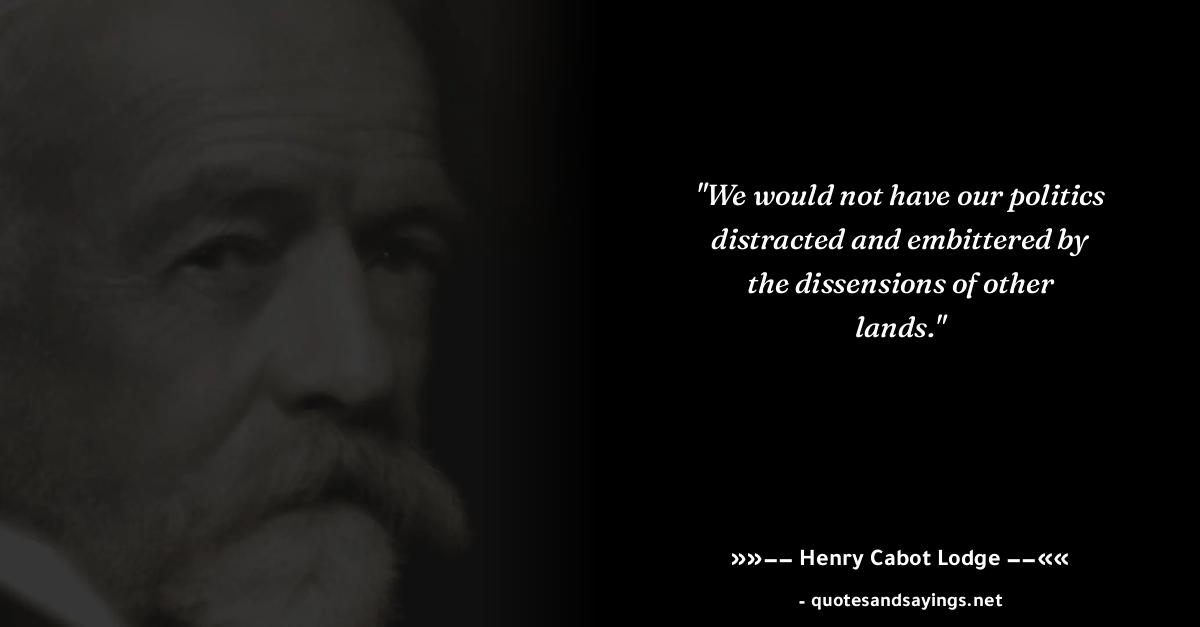 "We would not have our politics
distracted and embittered by
the dissensions of other
lands."
»»−− Henry Cabot Lodge −−««
- quotesandsayings.net